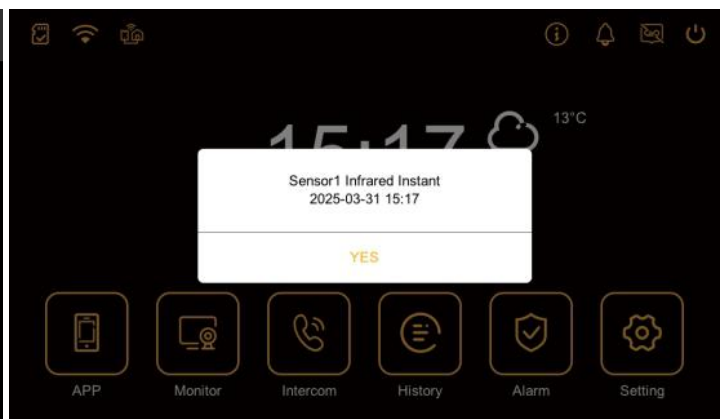 13°C
15:17
Sensor1 Infrared Instant
2025-03-31 15:17
YES
APP
Monitor
Intercom
History
Alarm
Setting